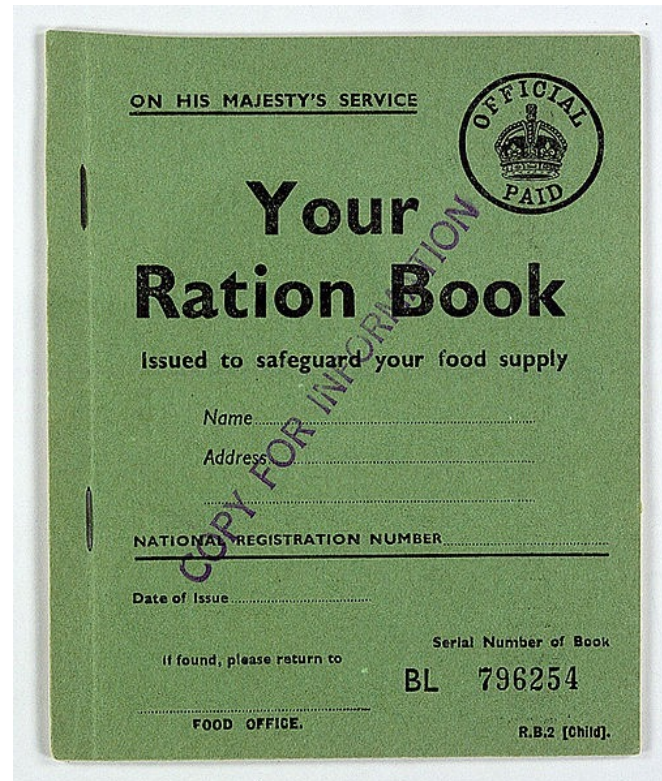 ON HIS MAJESTY'S SERVICE
OFFICIAL
PAID
Your
Ration Book
Issued to safeguard your food supply
COPY FOR INFORMATION
Name
Address
NATIONAL REGISTRATION NUMBER
Date of Issue
If found, please return to
FOOD OFFICE.
Serial Number of Book
BL 796254
R.B.2 [Child].